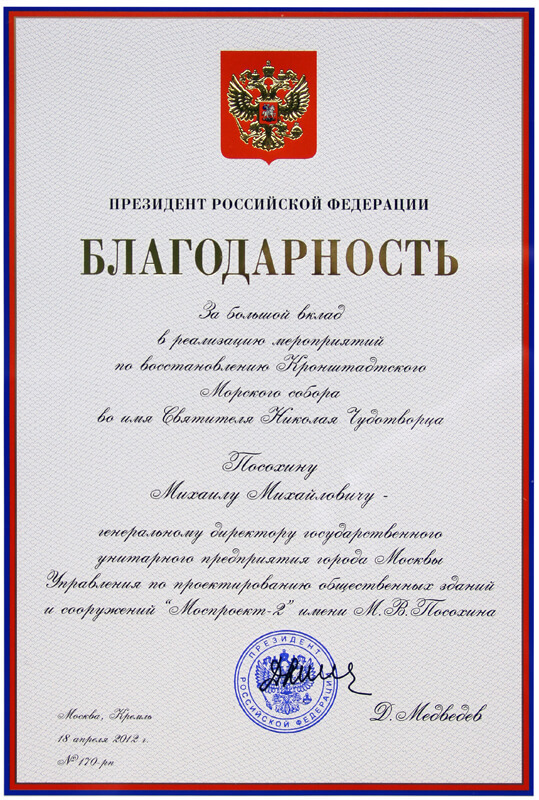 ПРЕЗИДЕНТ РОССИЙСКОЙ ФЕДЕРАЦИИ
БЛАГОДАРНОСТЬ
За большой вклад
в реализацию мероприятий
по восстановлению Кронштадтского
Морского собора
во имя Святителя Николая Чудотворца
Посохину
Михаилу Михайловичу -
генеральному директору государственного
унитарного предприятия города Москвы
Управления по проектированию общественных зданий
и сооружений "Моспроект-2" имени М.В.Посохина
ПРЕЗИДЕНТ
РОССИЙСКОЙ ФЕДЕРАЦИИ
Д.Медведев
Москва, Кремль
18 апреля 2012 г.
№ 170-рп